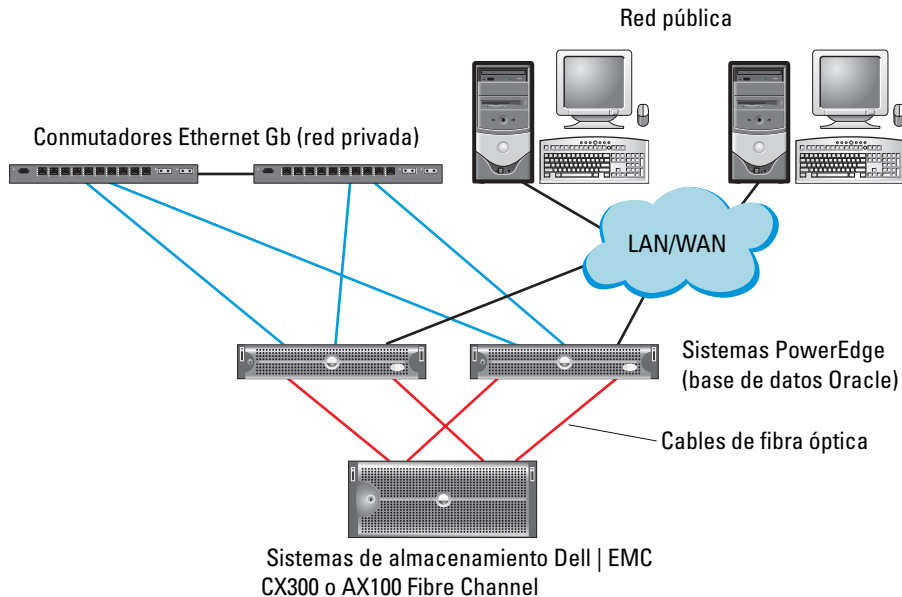 Red pública
Conmutadores Ethernet Gb (red privada)
LAN/WAN
Sistemas PowerEdge
(base de datos Oracle)
Cables de fibra óptica
Sistemas de almacenamiento Dell | EMC
CX300 o AX100 Fibre Channel